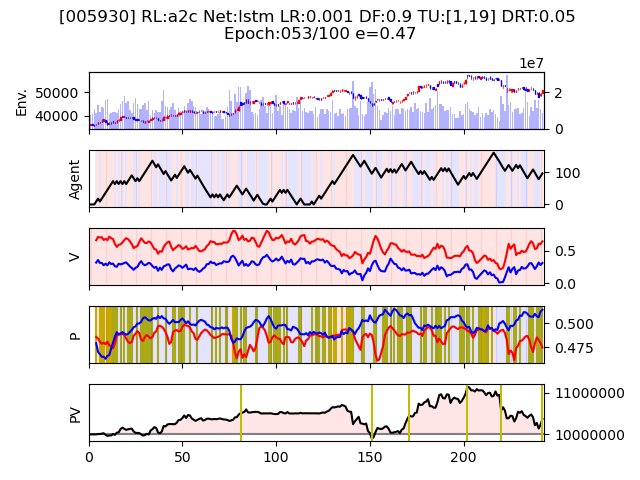 [005930] RL:a2c Net:lstm LR:0.001 DF:0.9 TU:[1,19] DRT:0.05
Epoch:053/100 e=0.47
1e7
Env.
50000
40000
2
0
Agent
100
0
V
0.5
0.0
P
0.500
0.475
PV
11000000
10000000
0
50
100
150
200